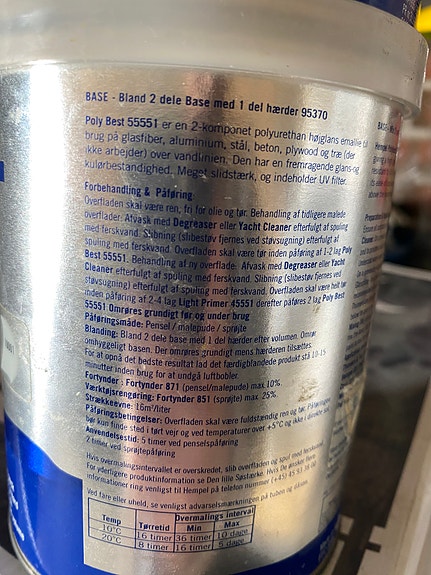 BASE - Bland 2 dele Base med 1 del hærder 95370
Poly Best 55551 er en 2-komponet polyurethan højglans emalje til
brug på glasfiber, aluminium, stål, beton, plywood og træ (der
ikke arbejder) over vandlinien. Den har en fremragende glans-og
kulørbestandighed. Meget slidstærk, og indeholder UV filter.
Forbehandling & Påføring
Overfladen skal være ren, fri for olie og tør. Behandling af tidligere malede
overflader: Afvask med Degreaser eller Yacht Cleaner efterfulgt af spuling
med ferskvand. Slibning (slibestøv fjernes ved støvsugning) efterfulgt af
spuling med ferskvand. Overfladen skal være tør inden påføring af 1-2 lag Poly
Best 55551. Behandling af ny overflade: Afvask med Degreaser eller Yacht
Cleaner efterfulgt af spuling med ferskvand. Slibning (slibestøv fjernes ved
støvsugning) efterfulgt af spuling med ferskvand. Overfladen skal være helt tør
inden påføring af 2-4 lag Light Primer 45551 derefter påføres 2 lag Poly Best
55551 Omrøres grundigt før og under brug
Påføringsmåde: Pensel / malepude / sprøjte
Blanding: Bland 2 dele base med 1 del hærder efter volumen. Omrør
omhyggeligt basen. Der omrøres grundigt mens hærderen tilsættes.
For at opnå det bedste resultat lad det færdigblandede produkt stå 10-15
minutter inden brug for at undgå luftbobler.
Fortynder : Fortynder 871 (pensel/malepude) max 10%.
Værktøjsrengøring: Fortynder 851 (sprøjte) max 25%.
Strækkeevne: 16m²/liter
Påføringsbetingelser: Overfladen skal være fuldstændig ren og tør. Påføringen
bør kun finde sted i tørt vejr og ved temperaturer over +5°C og ikke i direkte sol.
Anvendelsestid: 5 timer ved penselspåføring
2 timer ved sprøjtepåføring
Hvis overmalingsintervallet er overskredet, slib overfladen og spul med ferskvand.
For yderligere produktinformation se Den lille Søstærke. Hvis De ønsker flere
informationer ring venligst til Hempel på telefon nummer (+45) 45 93 38 00
Ved fare eller uheld, se venligst advarselsmærkningen på tuben og dåsen.
Overmalings interval
Temp Tørretid Min Max
10°C 16 timer 36 timer 10 dage
20°C 8 timer 16 timer 5 dage